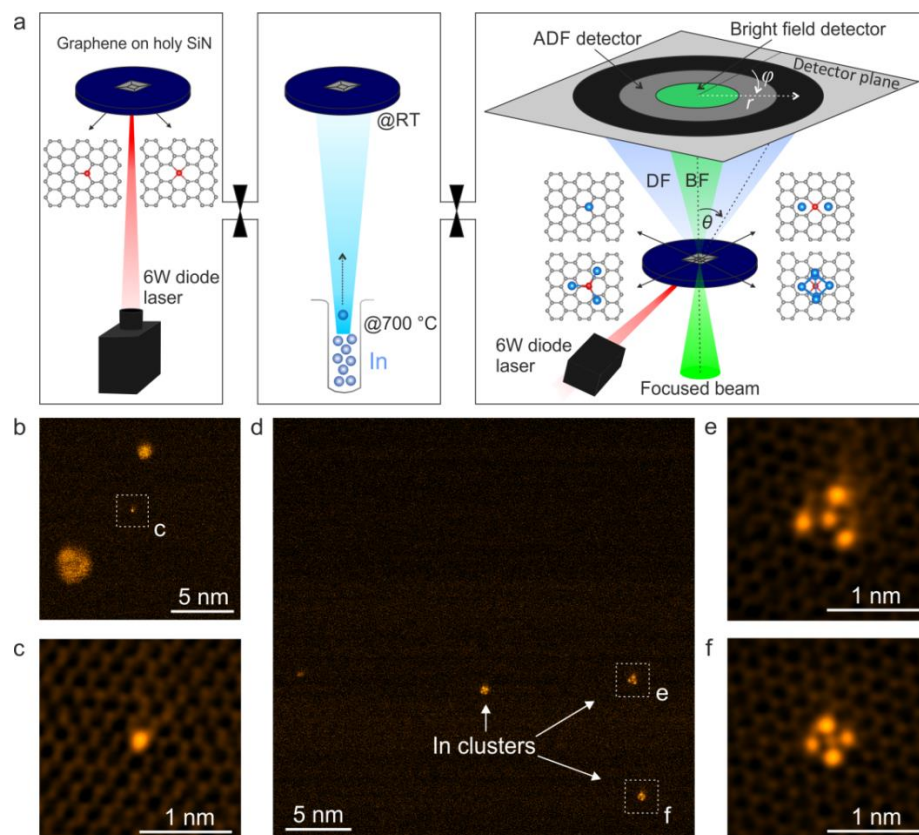 a
Graphene on holy SiN
6W diode
laser
@RT
@700 °C
In
Bright field detector
ADF detector
Detector plane
φ
r
DF
BF
θ
6W diode
laser
Focused beam
b
c
5 nm
c
1 nm
d
e
In clusters
f
5 nm
e
1 nm
f
1 nm